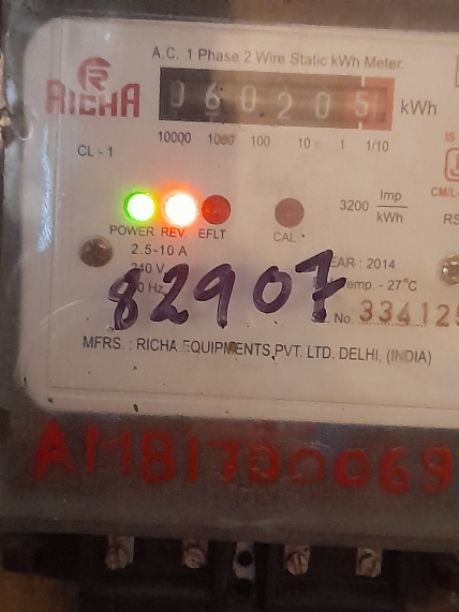 A.C. 1 Phase 2 Wire Static kWh Meter.
RICHA
060205 kWh
10000 1000 100 10 1 1/10
CL - 1
3200 Imp/kWh
POWER REV EFLT CAL
2.5-10 A
240 V
EAR : 2014
Temp. - 27°C
82907
No. 334125
MFRS. : RICHA EQUIPMENTS PVT. LTD. DELHI, (INDIA)
AMB1700069